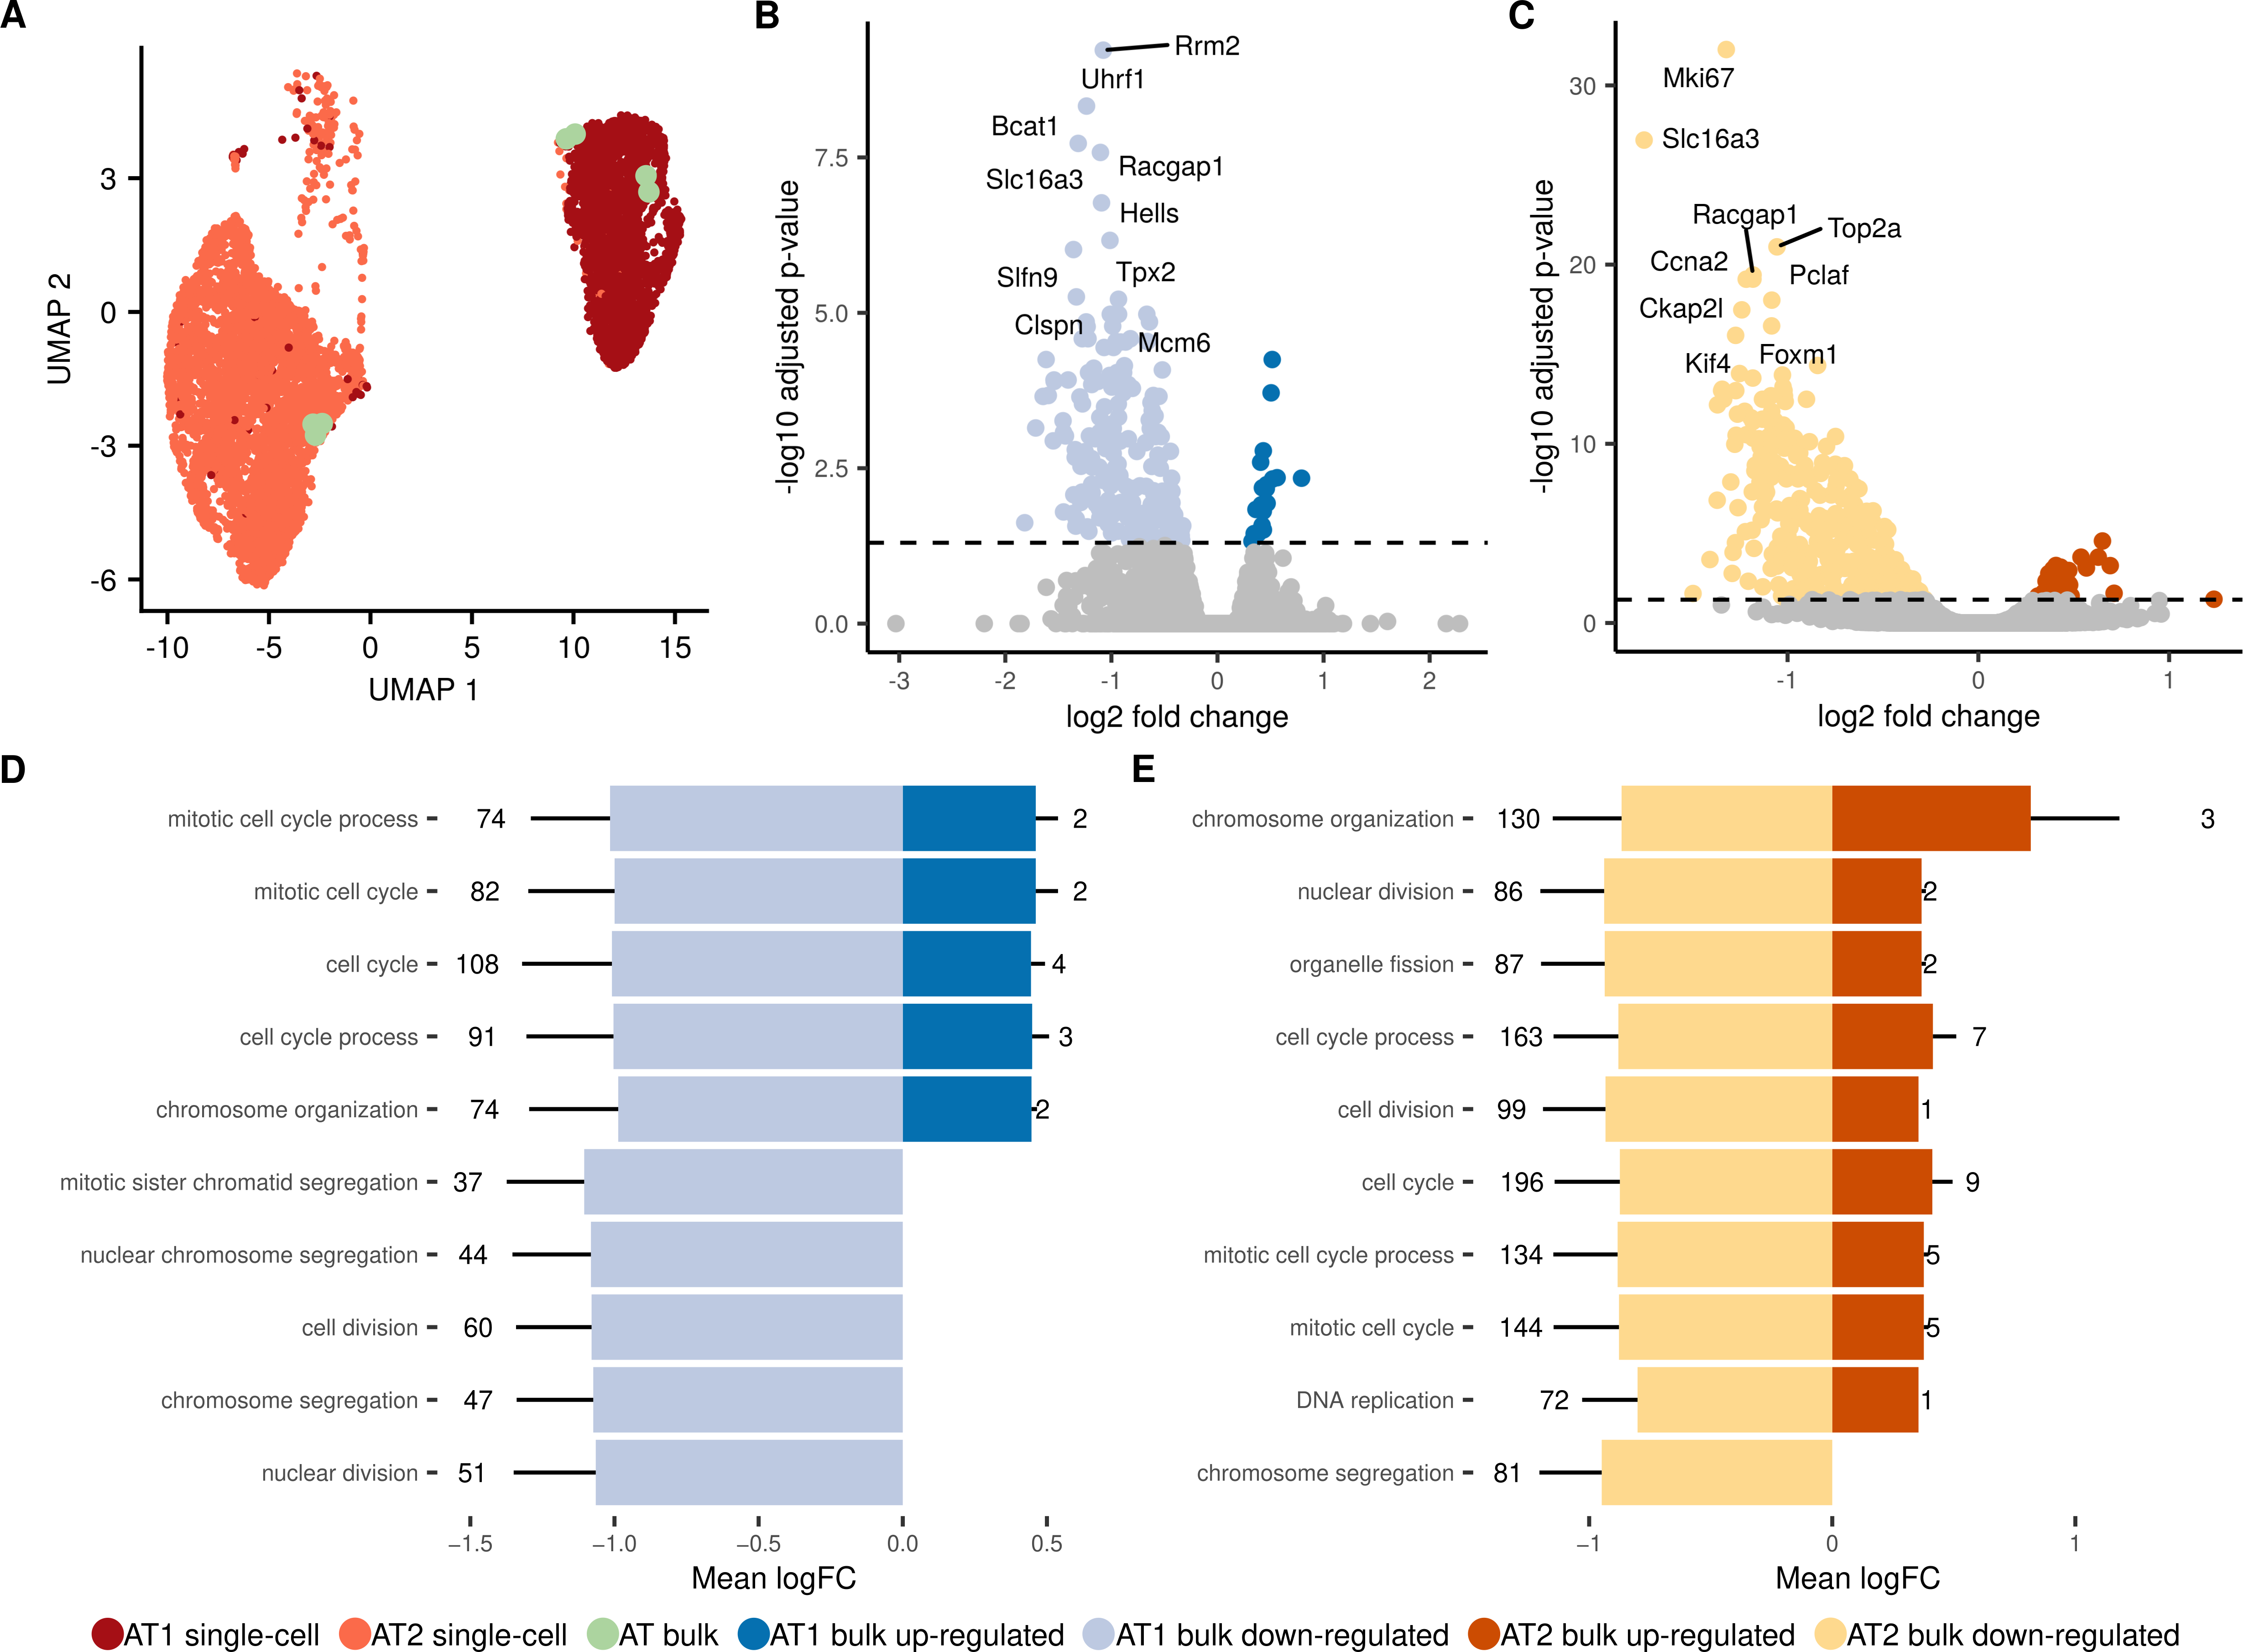 A
UMAP 2
3
0
-3
-6
-10 -5 0 5 10 15
UMAP 1
B
-log10 adjusted p-value
7.5
5.0
2.5
0.0
Rrm2
Uhrf1
Bcat1
Racgap1
Slc16a3
Hells
Slfn9
Tpx2
Clspn
Mcm6
-3 -2 -1 0 1 2
log2 fold change
C
-log10 adjusted p-value
30
20
10
0
Mki67
Slc16a3
Racgap1
Top2a
Ccna2
Pclaf
Ckap2l
Foxm1
Kif4
-1 0 1
log2 fold change
D
mitotic cell cycle process 74 2
mitotic cell cycle 82 2
cell cycle 108 4
cell cycle process 91 3
chromosome organization 74 2
mitotic sister chromatid segregation 37
nuclear chromosome segregation 44
cell division 60
chromosome segregation 47
nuclear division 51
−1.5 −1.0 −0.5 0.0 0.5
Mean logFC
E
chromosome organization 130 3
nuclear division 86 2
organelle fission 87 2
cell cycle process 163 7
cell division 99 1
cell cycle 196 9
mitotic cell cycle process 134 5
mitotic cell cycle 144 5
DNA replication 72 1
chromosome segregation 81
−1 0 1
Mean logFC
AT1 single-cell AT2 single-cell AT bulk AT1 bulk up-regulated AT1 bulk down-regulated AT2 bulk up-regulated AT2 bulk down-regulated